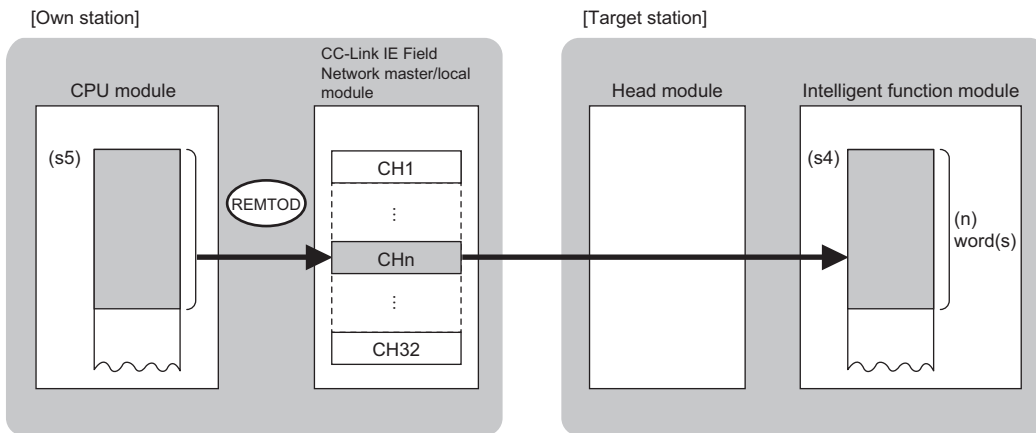 [Own station]
[Target station]
CC-Link IE Field
Network master/local
module
CPU module
Head module
Intelligent function module
(s5)
REMTOD
CH1
⋮
CHn
⋮
CH32
(s4)
(n)
word(s)